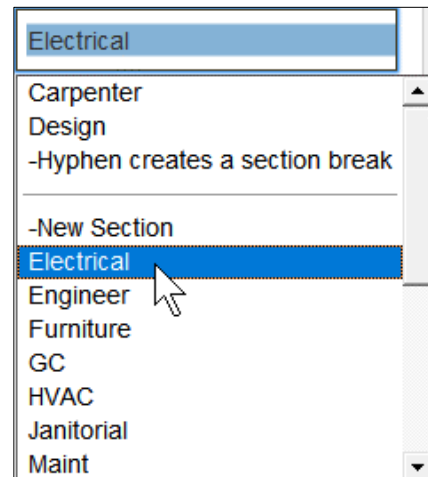 Electrical
Carpenter
Design
-Hyphen creates a section break
-New Section
Electrical
Engineer
Furniture
GC
HVAC
Janitorial
Maint